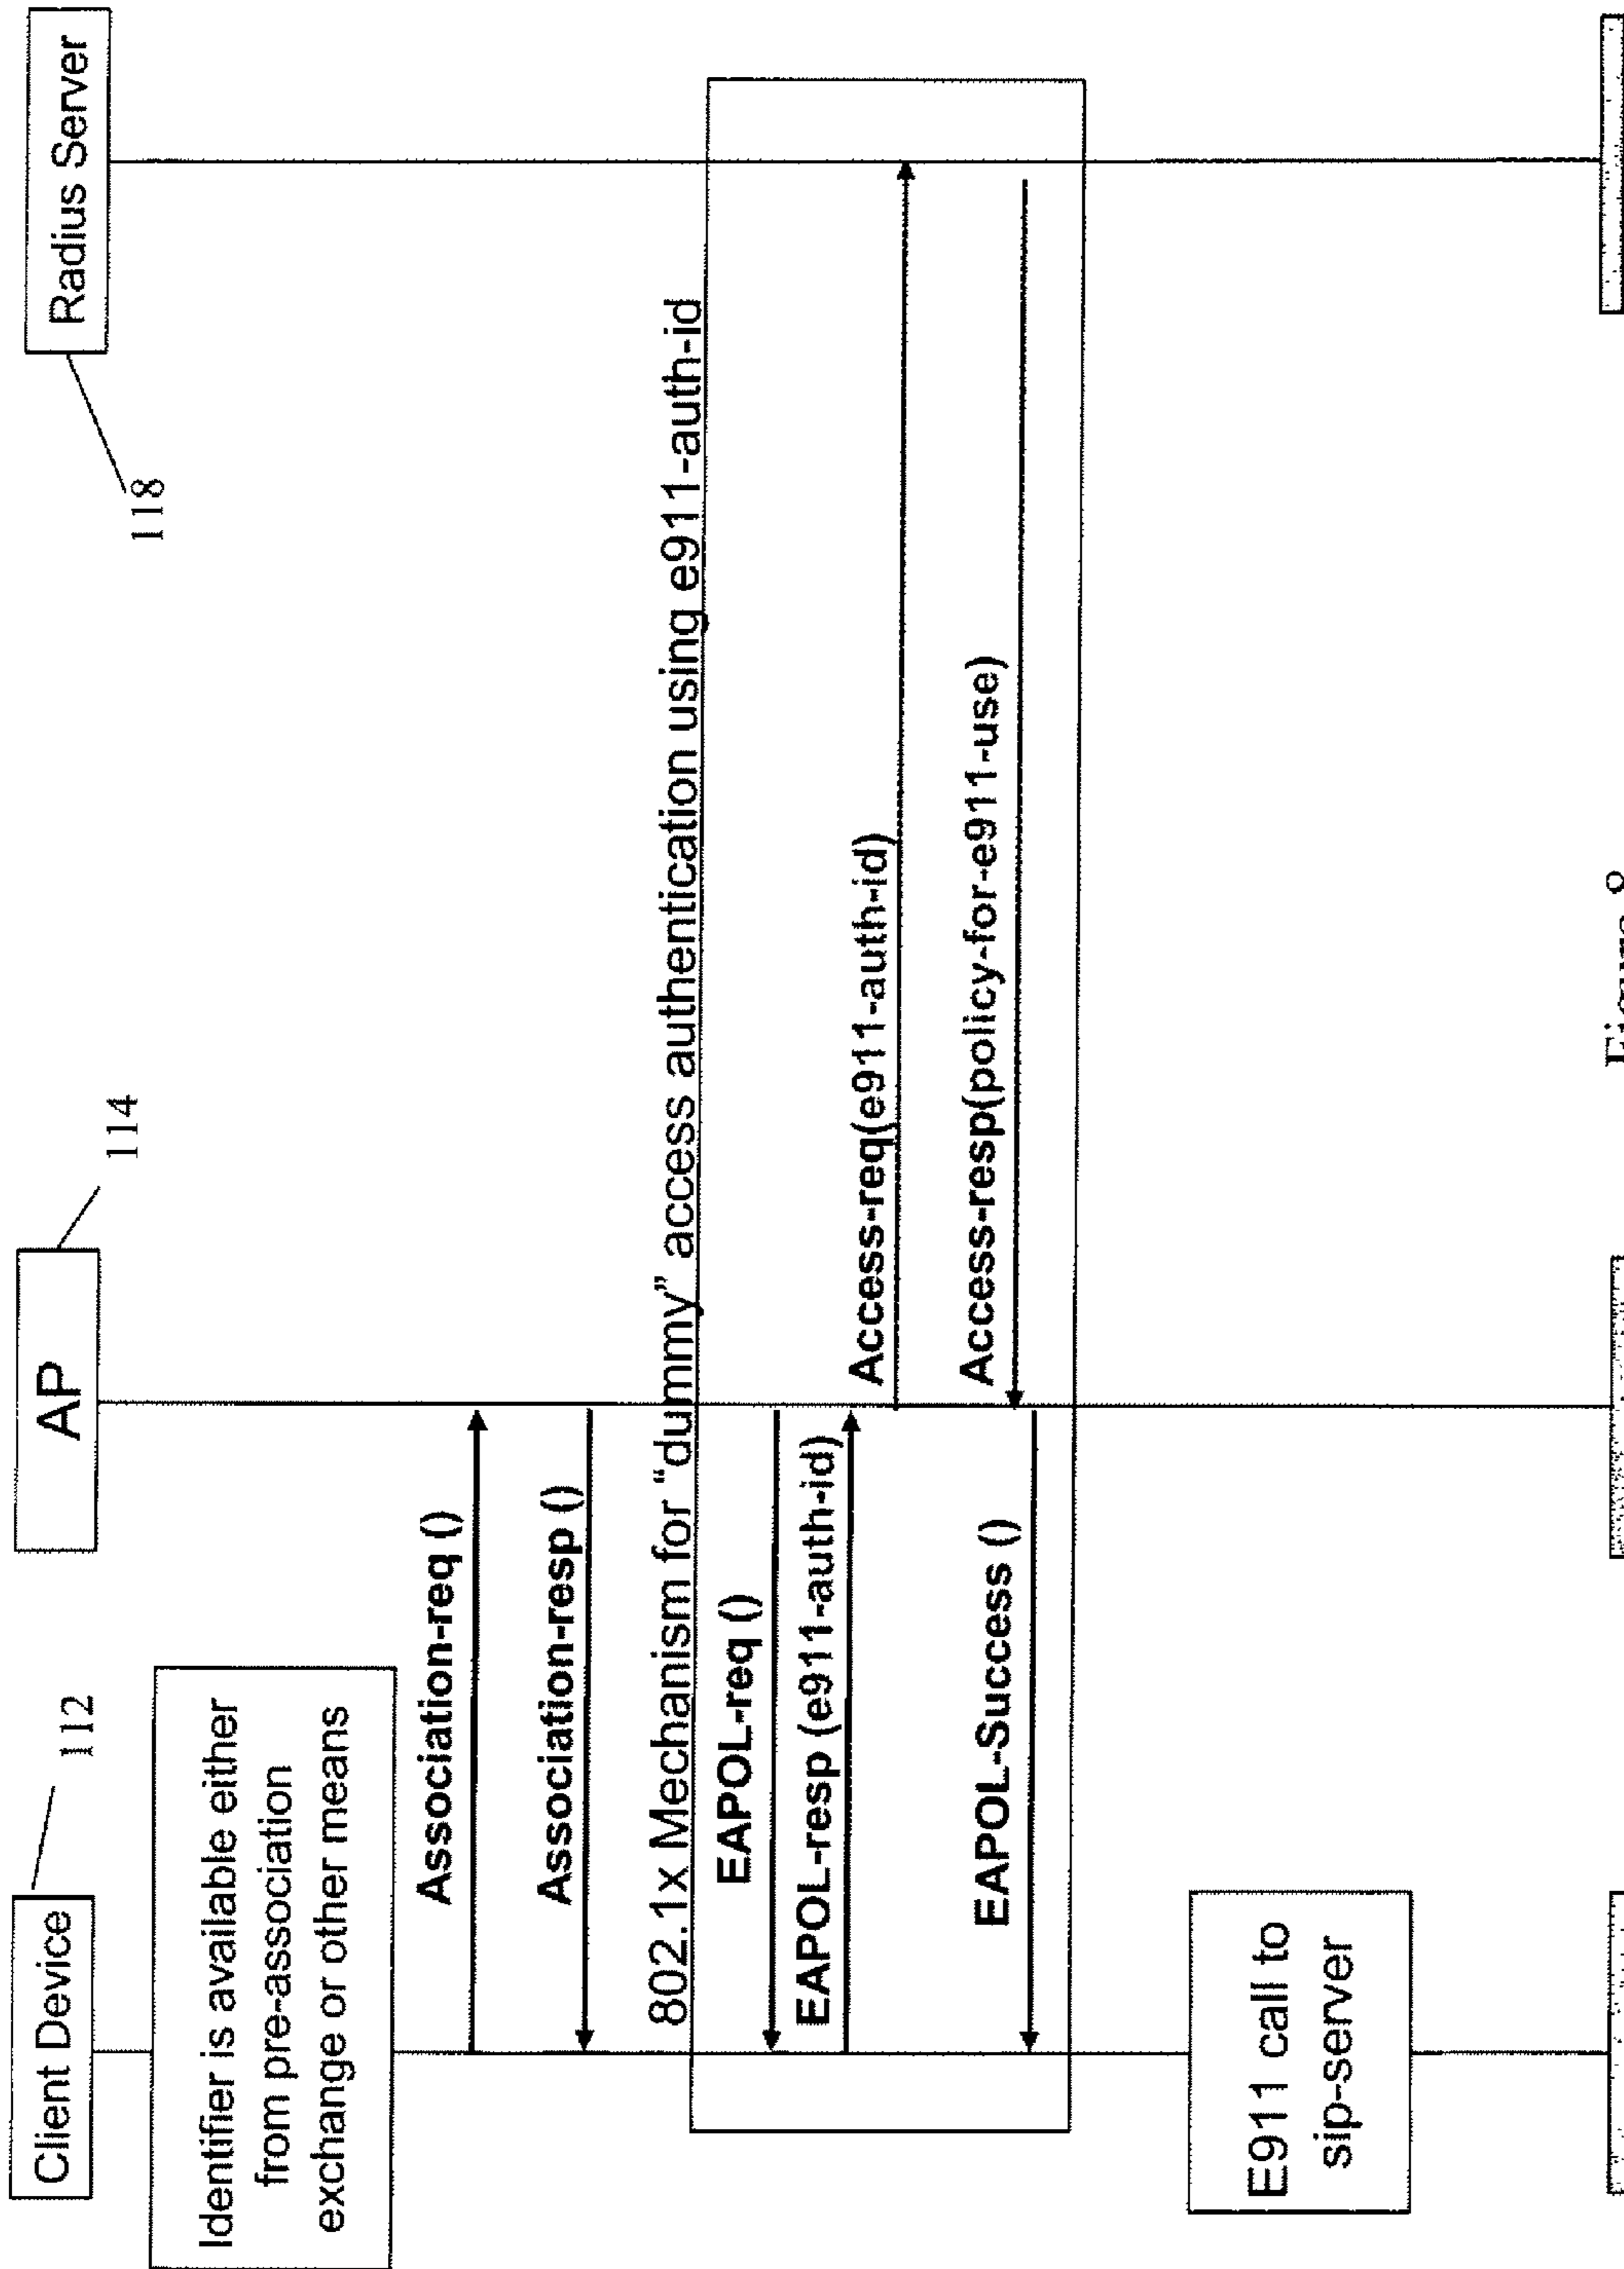 Client Device
112
AP
114
Radius Server
118
Identifier is available either
from pre-association
exchange or other means
Association-req ()
Association-resp ()
802.1x Mechanism for “dummy” access authentication using e911-auth-id
EAPOL-req ()
EAPOL-resp (e911-auth-id)
Access-req(e911-auth-id)
Access-resp(policy-for-e911-use)
EAPOL-Success ()
E911 call to
sip-server
Figure 8